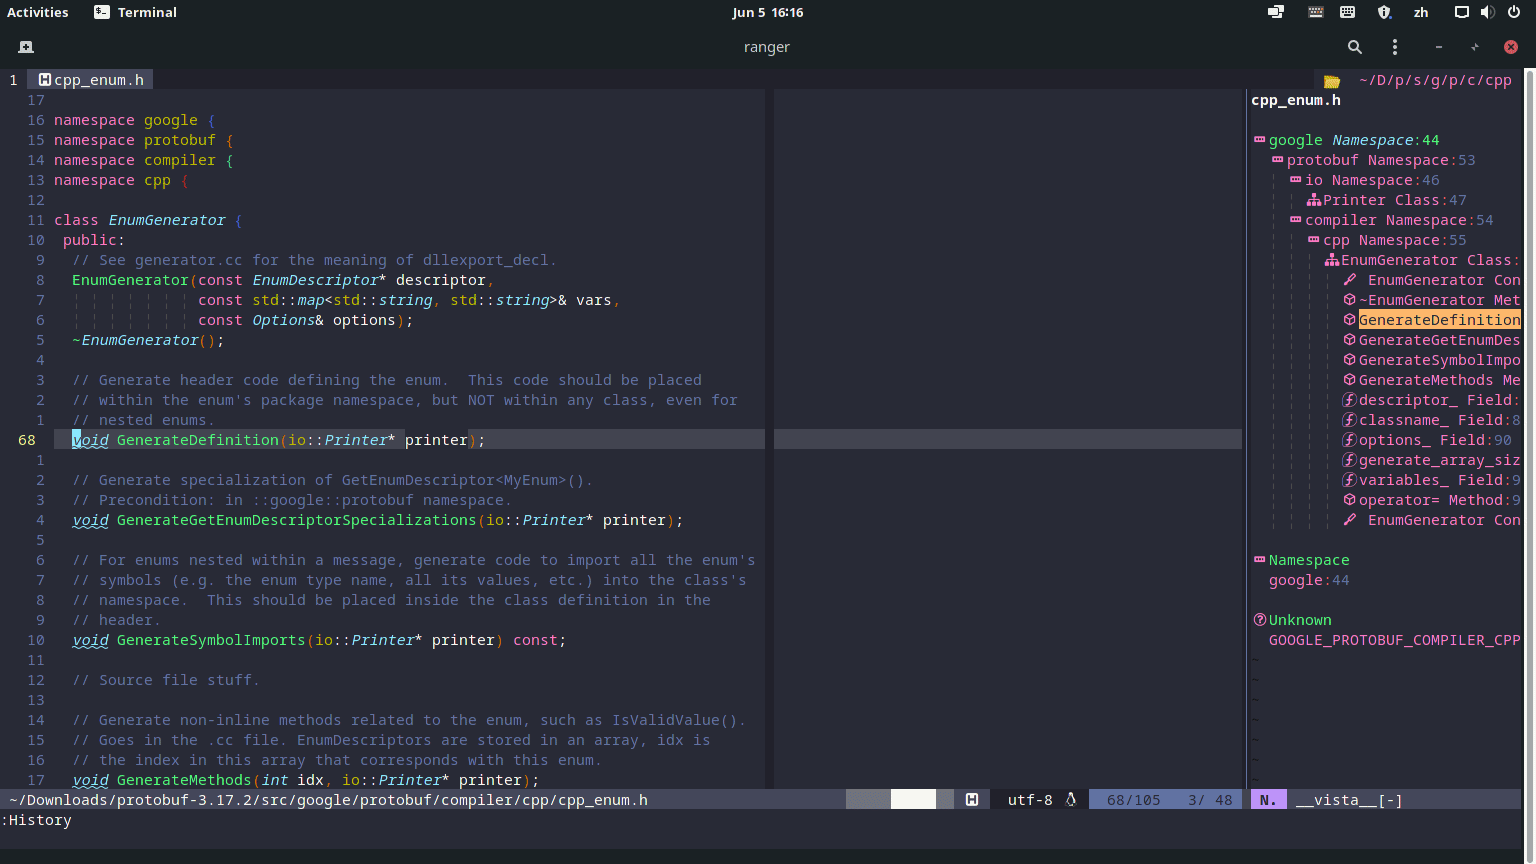 Activities Terminal Jun 5 16:16 zh
ranger
1 cpp_enum.h ~/D/p/s/g/p/c/cpp
17
16 namespace google {
15 namespace protobuf {
14 namespace compiler {
13 namespace cpp {
12
11 class EnumGenerator {
10 public:
9 // See generator.cc for the meaning of dllexport_decl.
8 EnumGenerator(const EnumDescriptor* descriptor,
7 const std::map<std::string, std::string>& vars,
6 const Options& options);
5 ~EnumGenerator();
4
3 // Generate header code defining the enum.  This code should be placed
2 // within the enum's package namespace, but NOT within any class, even for
1 // nested enums.
68 void GenerateDefinition(io::Printer* printer);
1
2 // Generate specialization of GetEnumDescriptor<MyEnum>().
3 // Precondition: in ::google::protobuf namespace.
4 void GenerateGetEnumDescriptorSpecializations(io::Printer* printer);
5
6 // For enums nested within a message, generate code to import all the enum's
7 // symbols (e.g. the enum type name, all its values, etc.) into the class's
8 // namespace.  This should be placed inside the class definition in the
9 // header.
10 void GenerateSymbolImports(io::Printer* printer) const;
11
12 // Source file stuff.
13
14 // Generate non-inline methods related to the enum, such as IsValidValue().
15 // Goes in the .cc file. EnumDescriptors are stored in an array, idx is
16 // the index in this array that corresponds with this enum.
17 void GenerateMethods(int idx, io::Printer* printer);
cpp_enum.h
google Namespace:44
protobuf Namespace:53
io Namespace:46
Printer Class:47
compiler Namespace:54
cpp Namespace:55
EnumGenerator Class:
EnumGenerator Con
~EnumGenerator Met
GenerateDefinition
GenerateGetEnumDes
GenerateSymbolImpo
GenerateMethods Me
descriptor_ Field:
classname_ Field:8
options_ Field:90
generate_array_siz
variables_ Field:9
operator= Method:9
EnumGenerator Con
Namespace
google:44
Unknown
GOOGLE_PROTOBUF_COMPILER_CPP
~
~
~
~
~
~
~
~/Downloads/protobuf-3.17.2/src/google/protobuf/compiler/cpp/cpp_enum.h H utf-8 68/105 3/ 48 N. __vista__[-]
:History